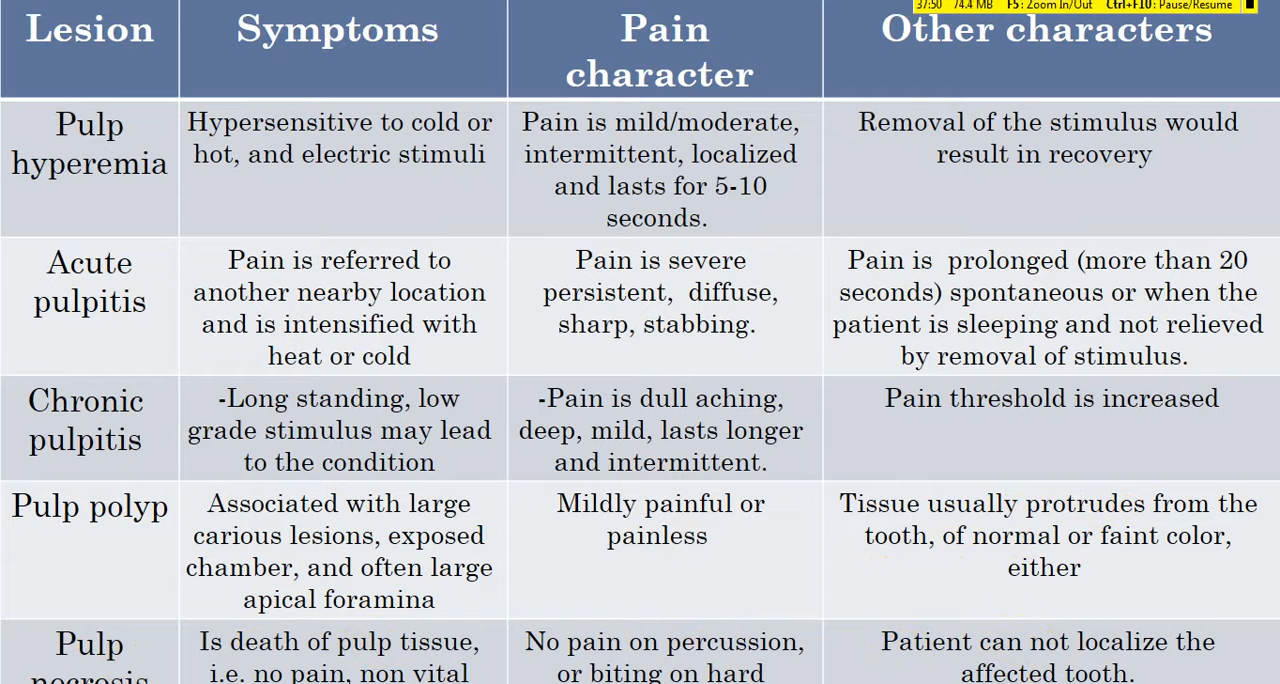 37:50 74.4 MB F5: Zoom In/Out Ctrl+F10: Pause/Resume
Lesion
Symptoms
Pain
character
Other characters
Pulp
hyperemia
Hypersensitive to cold or
hot, and electric stimuli
Pain is mild/moderate,
intermittent, localized
and lasts for 5-10
seconds.
Removal of the stimulus would
result in recovery
Acute
pulpitis
Pain is referred to
another nearby location
and is intensified with
heat or cold
Pain is severe
persistent, diffuse,
sharp, stabbing.
Pain is prolonged (more than 20
seconds) spontaneous or when the
patient is sleeping and not relieved
by removal of stimulus.
Chronic
pulpitis
-Long standing, low
grade stimulus may lead
to the condition
-Pain is dull aching,
deep, mild, lasts longer
and intermittent.
Pain threshold is increased
Pulp polyp
Associated with large
carious lesions, exposed
chamber, and often large
apical foramina
Mildly painful or
painless
Tissue usually protrudes from the
tooth, of normal or faint color,
either
Pulp
necrosis
Is death of pulp tissue,
i.e. no pain, non vital
No pain on percussion,
or biting on hard
Patient can not localize the
affected tooth.